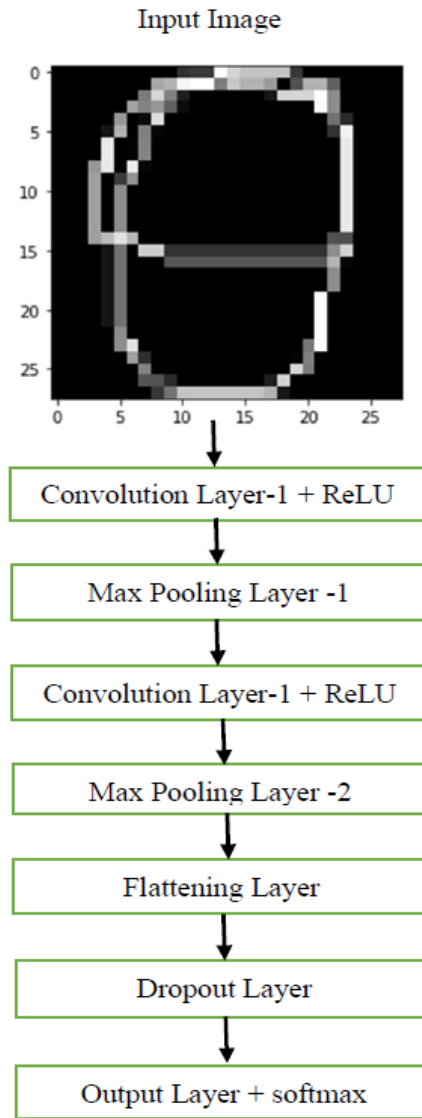 Input Image
0
5
10
15
20
25
0 5 10 15 20 25
Convolution Layer-1 + ReLU
Max Pooling Layer -1
Convolution Layer-1 + ReLU
Max Pooling Layer -2
Flattening Layer
Dropout Layer
Output Layer + softmax